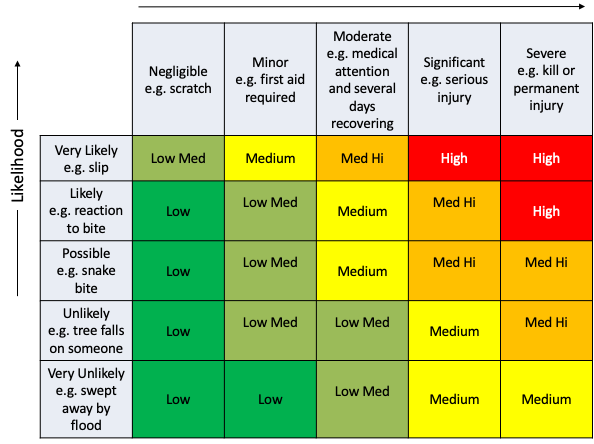 Negligible
e.g. scratch
Minor
e.g. first aid
required
Moderate
e.g. medical
attention
and several
days
recovering
Significant
e.g. serious
injury
Severe
e.g. kill or
permanent
injury
Likelihood
Very Likely
e.g. slip
Low Med
Medium
Med Hi
High
High
Likely
e.g. reaction
to bite
Low
Low Med
Medium
Med Hi
High
Possible
e.g. snake
bite
Low
Low Med
Medium
Med Hi
Med Hi
Unlikely
e.g. tree falls
on someone
Low
Low Med
Low Med
Medium
Med Hi
Very Unlikely
e.g. swept
away by
flood
Low
Low
Low Med
Medium
Medium